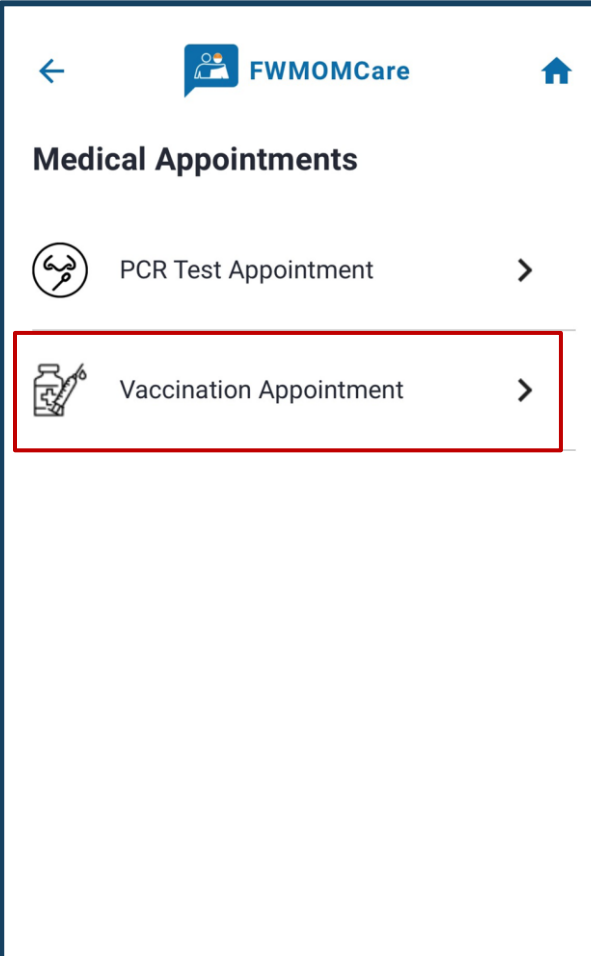 FWMOMCare
Medical Appointments
PCR Test Appointment
Vaccination Appointment